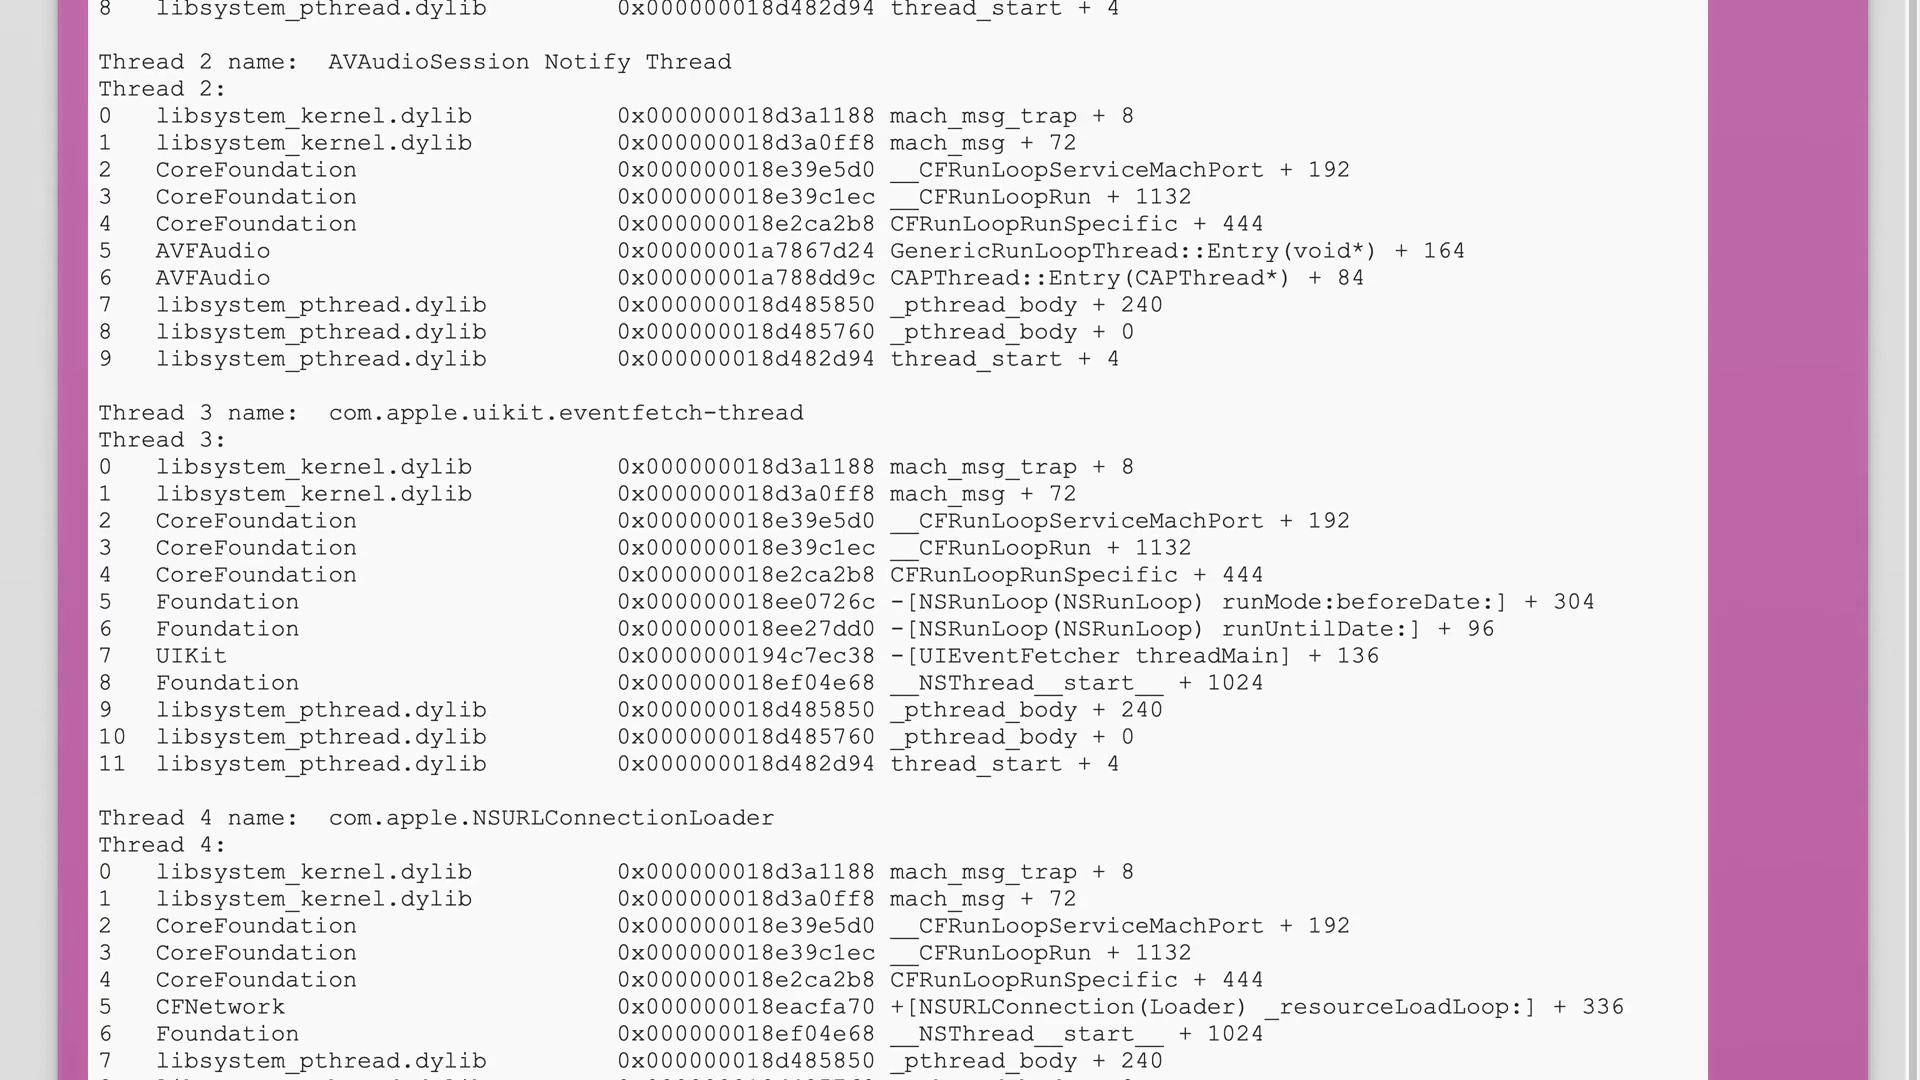 8   libsystem_pthread.dylib         0x000000018d482d94 thread_start + 4
Thread 2 name:  AVAudioSession Notify Thread
Thread 2:
0   libsystem_kernel.dylib          0x000000018d3a1188 mach_msg_trap + 8
1   libsystem_kernel.dylib          0x000000018d3a0ff8 mach_msg + 72
2   CoreFoundation                  0x000000018e39e5d0 __CFRunLoopServiceMachPort + 192
3   CoreFoundation                  0x000000018e39c1ec __CFRunLoopRun + 1132
4   CoreFoundation                  0x000000018e2ca2b8 CFRunLoopRunSpecific + 444
5   AVFAudio                        0x00000001a7867d24 GenericRunLoopThread::Entry(void*) + 164
6   AVFAudio                        0x00000001a788dd9c CAPThread::Entry(CAPThread*) + 84
7   libsystem_pthread.dylib         0x000000018d485850 _pthread_body + 240
8   libsystem_pthread.dylib         0x000000018d485760 _pthread_body + 0
9   libsystem_pthread.dylib         0x000000018d482d94 thread_start + 4
Thread 3 name:  com.apple.uikit.eventfetch-thread
Thread 3:
0   libsystem_kernel.dylib          0x000000018d3a1188 mach_msg_trap + 8
1   libsystem_kernel.dylib          0x000000018d3a0ff8 mach_msg + 72
2   CoreFoundation                  0x000000018e39e5d0 __CFRunLoopServiceMachPort + 192
3   CoreFoundation                  0x000000018e39c1ec __CFRunLoopRun + 1132
4   CoreFoundation                  0x000000018e2ca2b8 CFRunLoopRunSpecific + 444
5   Foundation                      0x000000018ee0726c -[NSRunLoop(NSRunLoop) runMode:beforeDate:] + 304
6   Foundation                      0x000000018ee27dd0 -[NSRunLoop(NSRunLoop) runUntilDate:] + 96
7   UIKit                           0x0000000194c7ec38 -[UIEventFetcher threadMain] + 136
8   Foundation                      0x000000018ef04e68 __NSThread__start__ + 1024
9   libsystem_pthread.dylib         0x000000018d485850 _pthread_body + 240
10  libsystem_pthread.dylib         0x000000018d485760 _pthread_body + 0
11  libsystem_pthread.dylib         0x000000018d482d94 thread_start + 4
Thread 4 name:  com.apple.NSURLConnectionLoader
Thread 4:
0   libsystem_kernel.dylib          0x000000018d3a1188 mach_msg_trap + 8
1   libsystem_kernel.dylib          0x000000018d3a0ff8 mach_msg + 72
2   CoreFoundation                  0x000000018e39e5d0 __CFRunLoopServiceMachPort + 192
3   CoreFoundation                  0x000000018e39c1ec __CFRunLoopRun + 1132
4   CoreFoundation                  0x000000018e2ca2b8 CFRunLoopRunSpecific + 444
5   CFNetwork                       0x000000018eacfa70 +[NSURLConnection(Loader) _resourceLoadLoop:] + 336
6   Foundation                      0x000000018ef04e68 __NSThread__start__ + 1024
7   libsystem_pthread.dylib         0x000000018d485850 _pthread_body + 240